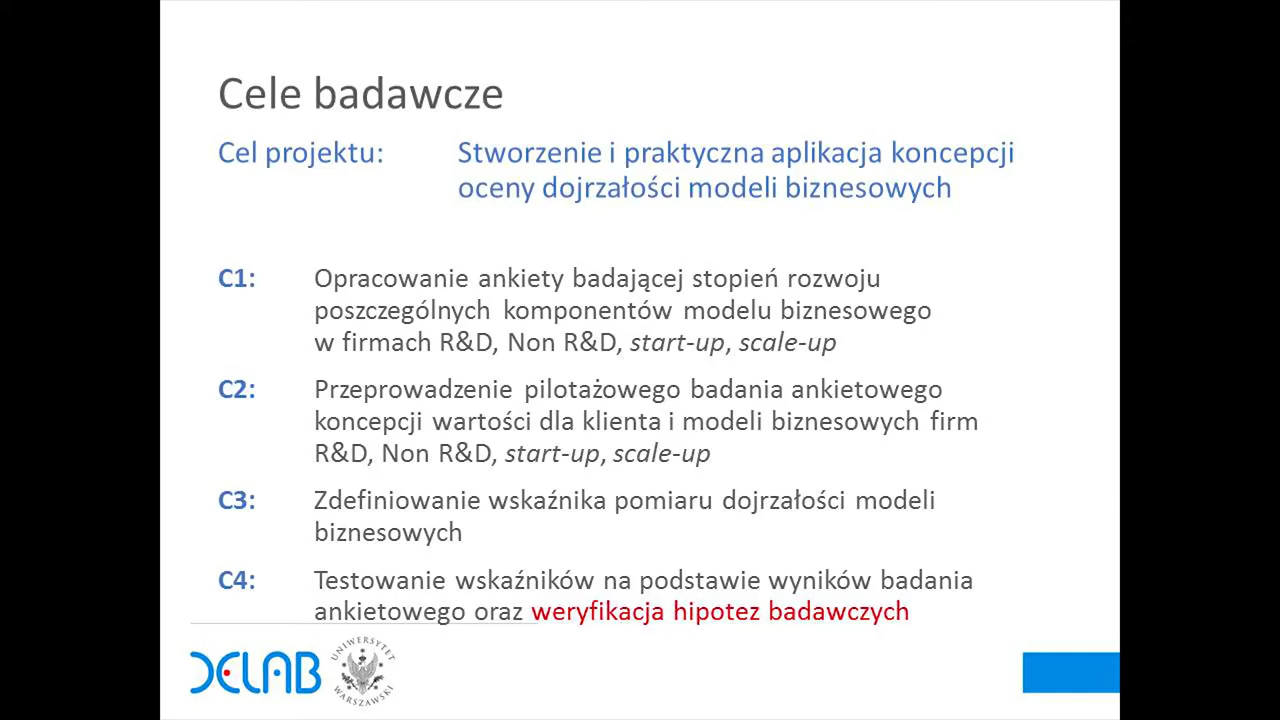 Cele badawcze
Cel projektu: Stworzenie i praktyczna aplikacja koncepcji
oceny dojrzałości modeli biznesowych
C1: Opracowanie ankiety badającej stopień rozwoju
poszczególnych komponentów modelu biznesowego
w firmach R&D, Non R&D, start-up, scale-up
C2: Przeprowadzenie pilotażowego badania ankietowego
koncepcji wartości dla klienta i modeli biznesowych firm
R&D, Non R&D, start-up, scale-up
C3: Zdefiniowanie wskaźnika pomiaru dojrzałości modeli
biznesowych
C4: Testowanie wskaźników na podstawie wyników badania
ankietowego oraz weryfikacja hipotez badawczych
DELAB
UNIWERSYTET
WARSZAWSKI